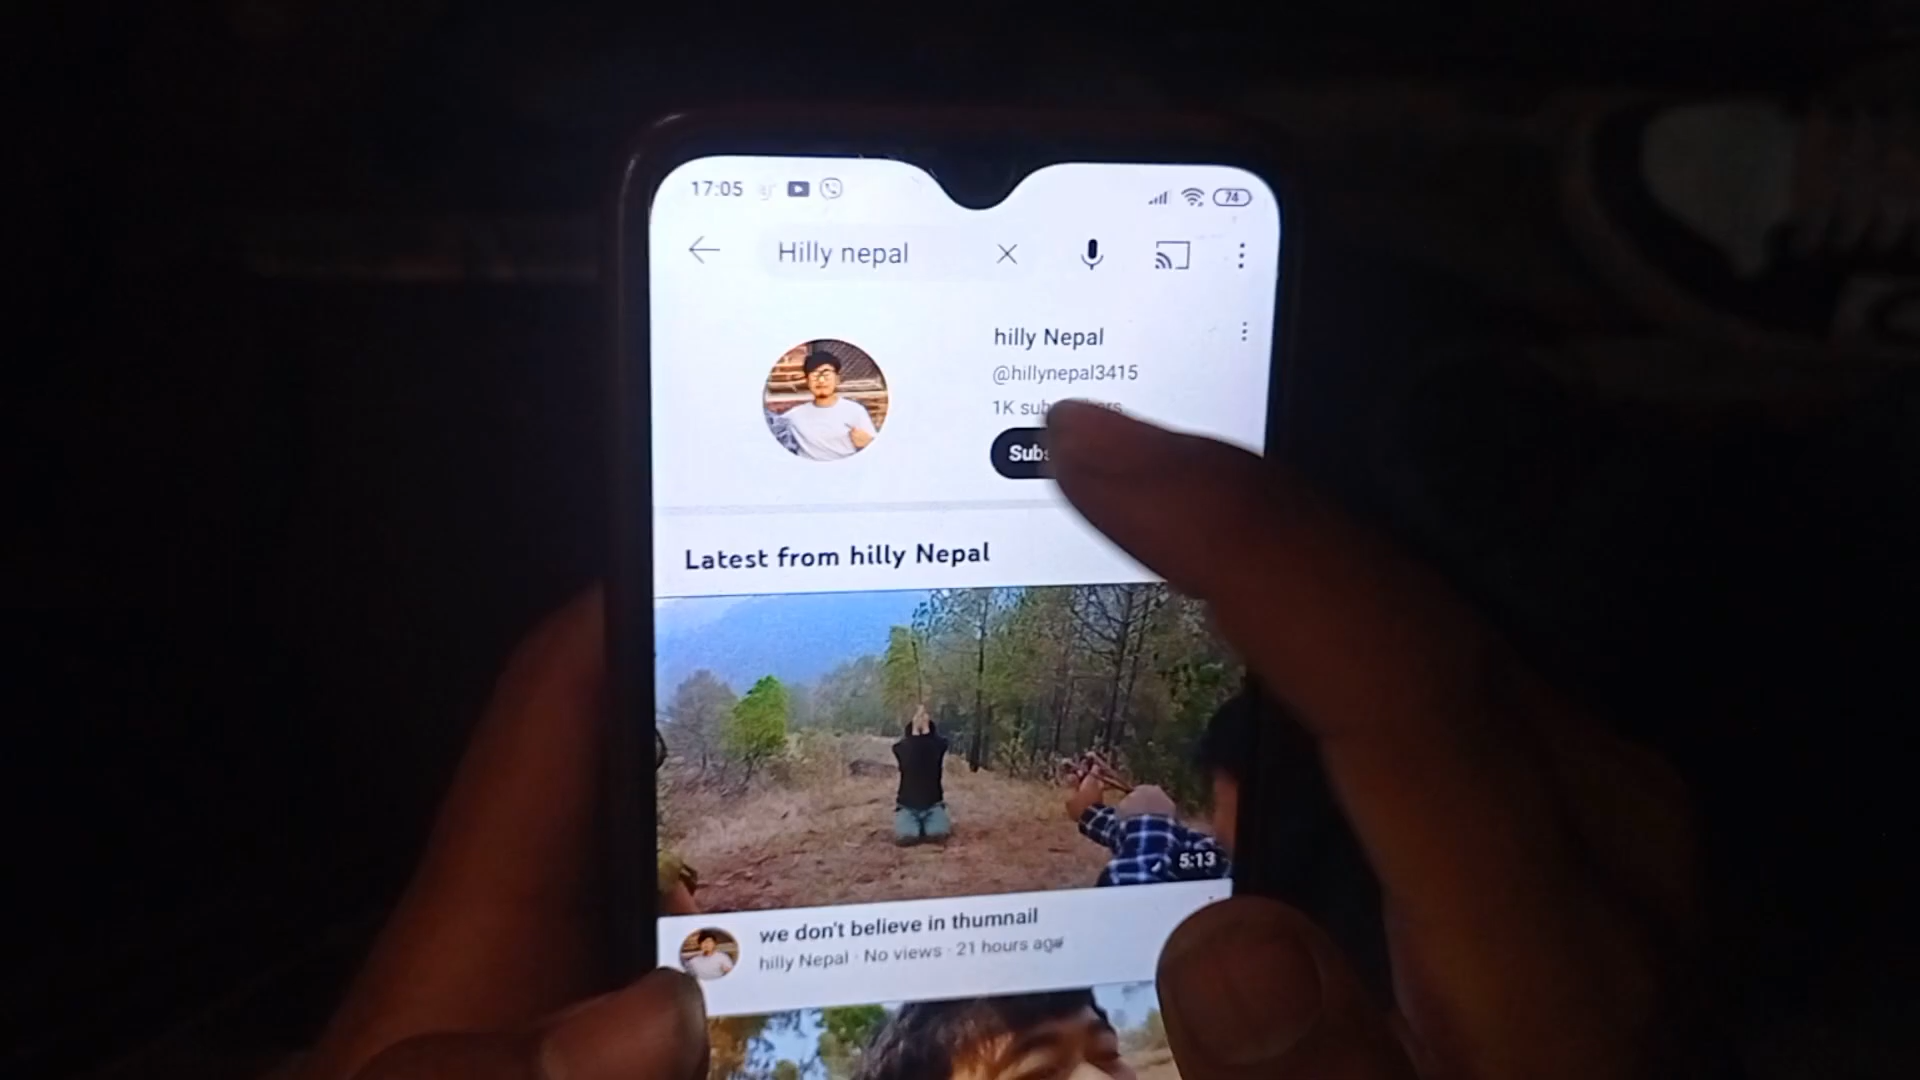 17:05
74
Hilly nepal
hilly Nepal
@hillynepal3415
1K
Latest from hilly Nepal
5:13
we don't believe in thumnail
hilly Nepal · No views · 21 hours ago